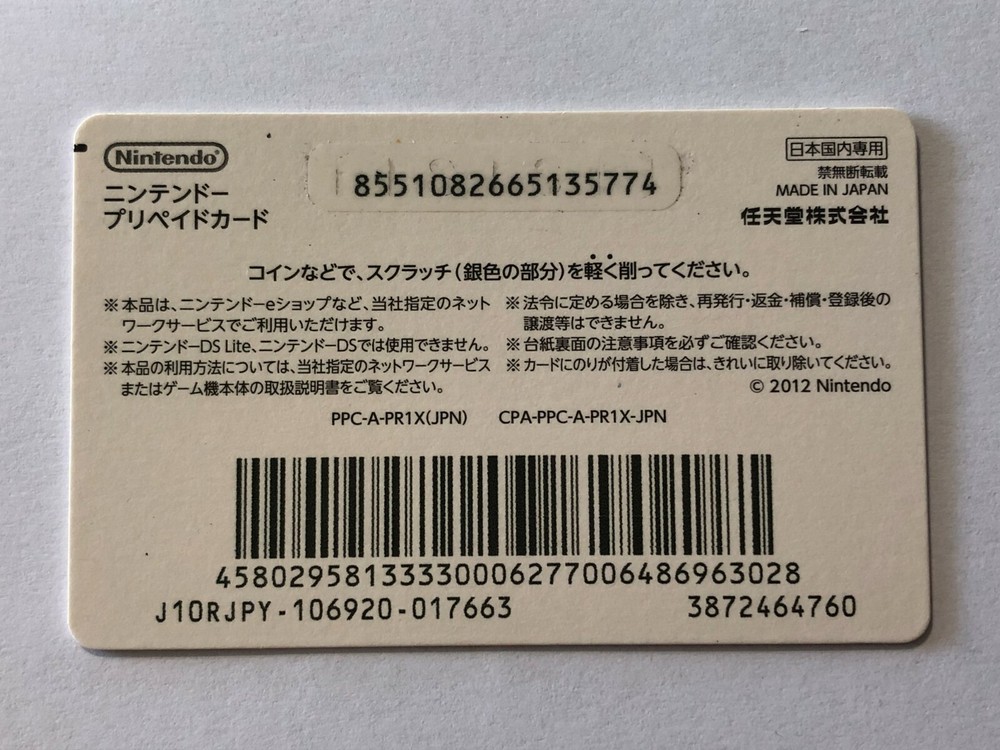 Nintendo
ニンテンドー
プリペイドカード
8551082665135774
日本国内専用
禁無断転載
MADE IN JAPAN
任天堂株式会社
コインなどで、スクラッチ(銀色の部分)を軽く削ってください。
※本品は、ニンテンドーeショップなど、当社指定のネット
ワークサービスでご利用いただけます。
※ニンテンドーDS Lite、ニンテンドーDSでは使用できません。
※本品の利用方法については、当社指定のネットワークサービス
またはゲーム機本体の取扱説明書をご覧ください。
※法令に定める場合を除き、再発行・返金・補償・登録後の
譲渡等はできません。
※台紙裏面の注意事項を必ずご確認ください。
※カードにのりが付着した場合は、きれいに取り除いてください。
© 2012 Nintendo
PPC-A-PR1X(JPN) CPA-PPC-A-PR1X-JPN
45802958133330006277006486963028
J10RJPY-106920-017663 3872464760